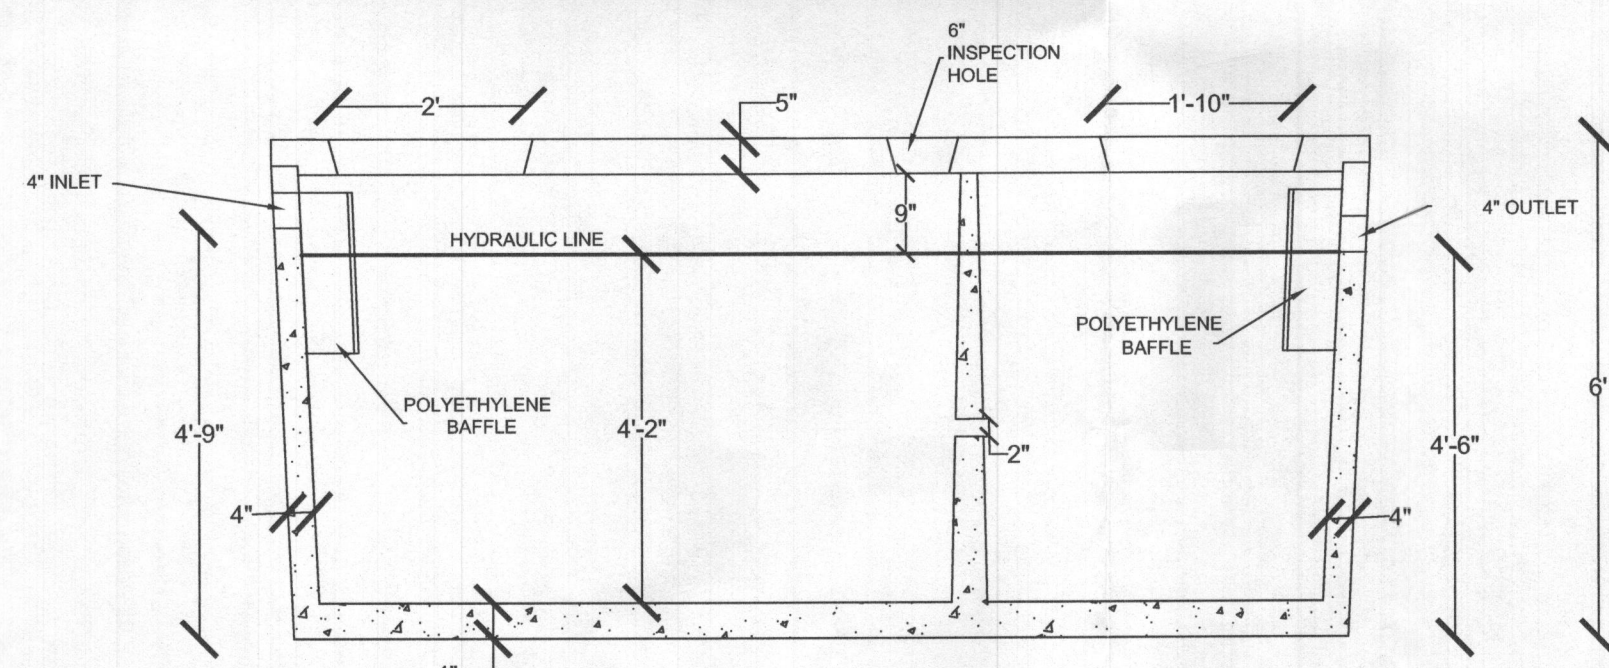 6"
INSPECTION
HOLE
2'
5"
1'-10"
4" INLET
9"
4" OUTLET
HYDRAULIC LINE
POLYETHYLENE
BAFFLE
6'
POLYETHYLENE
BAFFLE
4'-9"
4'-2"
4'-6"
2"
4"
4"